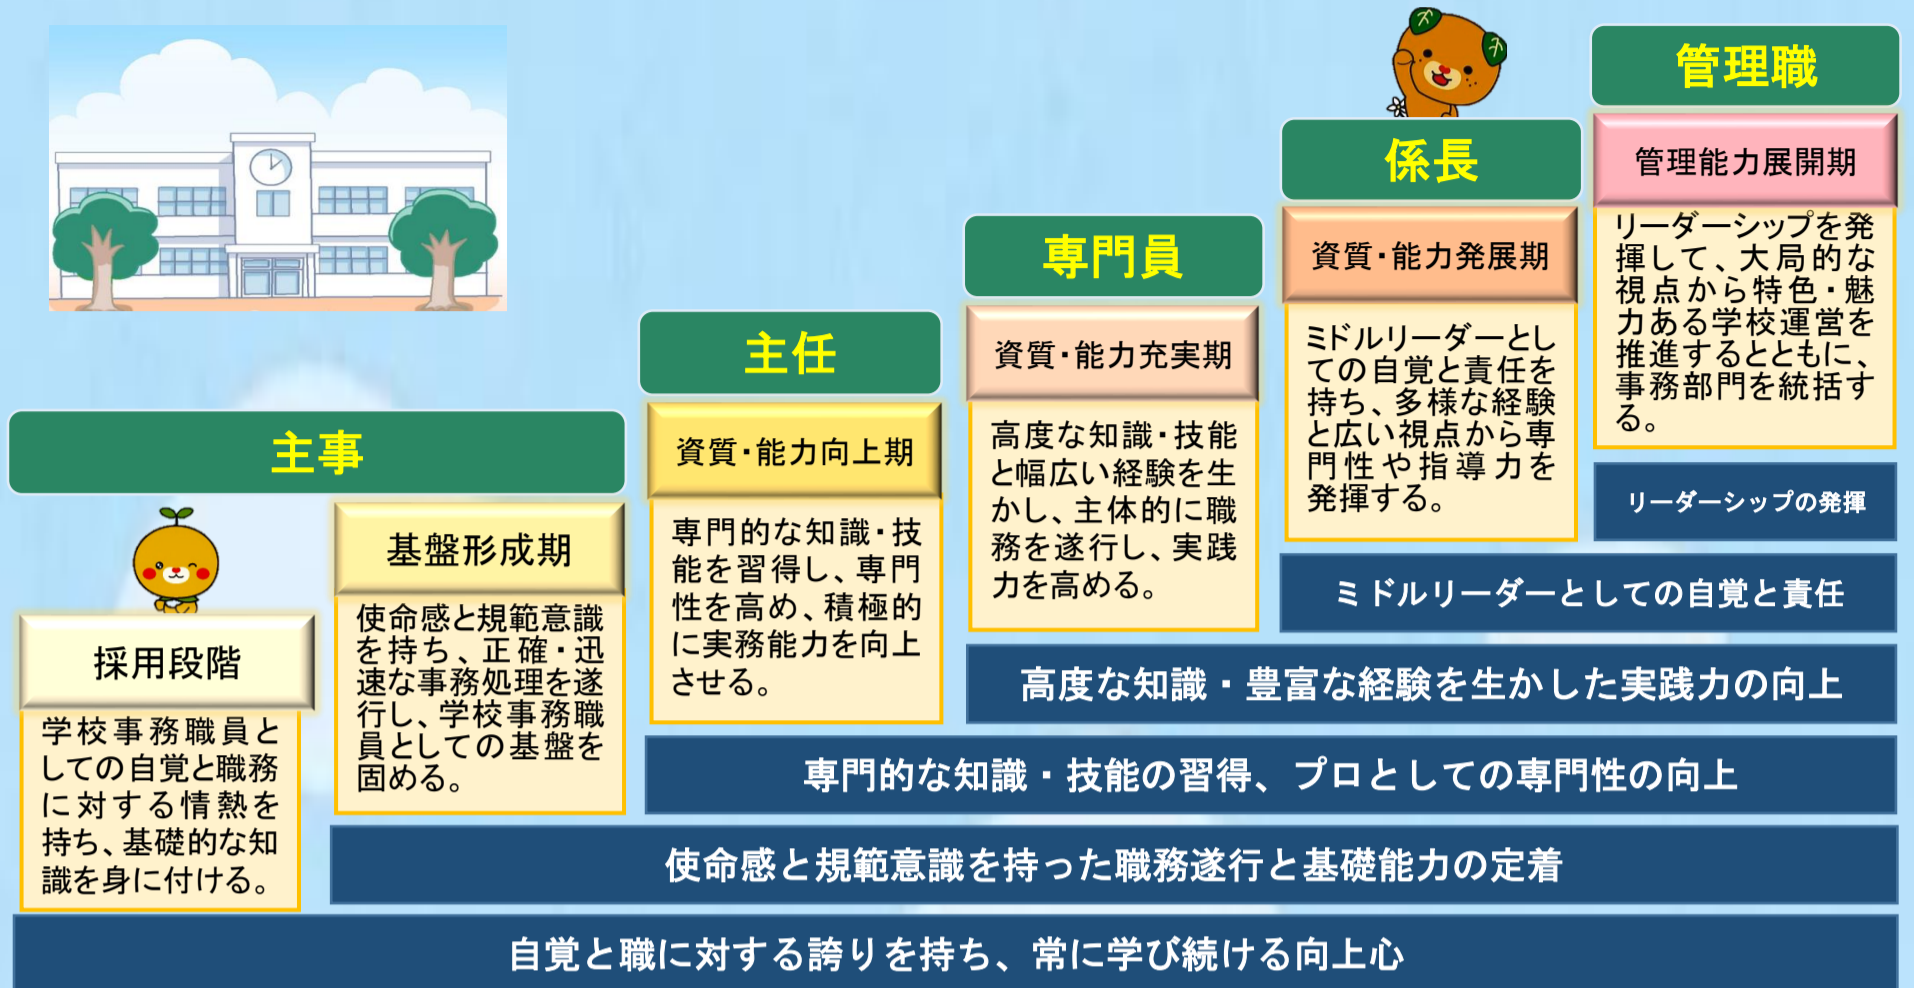 主事
採用段階
学校事務職員と
しての自覚と職務
に対する情熱を
持ち、基礎的な知
識を身に付ける。
基盤形成期
使命感と規範意識
を持ち、正確・迅
速な事務処理を遂
行し、学校事務職
員としての基盤を
固める。
主任
資質・能力向上期
専門的な知識・技
能を習得し、専門
性を高め、積極的
に実務能力を向上
させる。
専門員
資質・能力充実期
高度な知識・技能
と幅広い経験を生
かし、主体的に職
務を遂行し、実践
力を高める。
係長
資質・能力発展期
ミドルリーダーとし
ての自覚と責任を
持ち、多様な経験
と広い視点から専
門性や指導力を
発揮する。
管理職
管理能力展開期
リーダーシップを発
揮して、大局的な
視点から特色・魅
力ある学校運営を
推進するとともに、
事務部門を統括す
る。
リーダーシップの発揮
ミドルリーダーとしての自覚と責任
高度な知識・豊富な経験を生かした実践力の向上
専門的な知識・技能の習得、プロとしての専門性の向上
使命感と規範意識を持った職務遂行と基礎能力の定着
自覚と職に対する誇りを持ち、常に学び続ける向上心